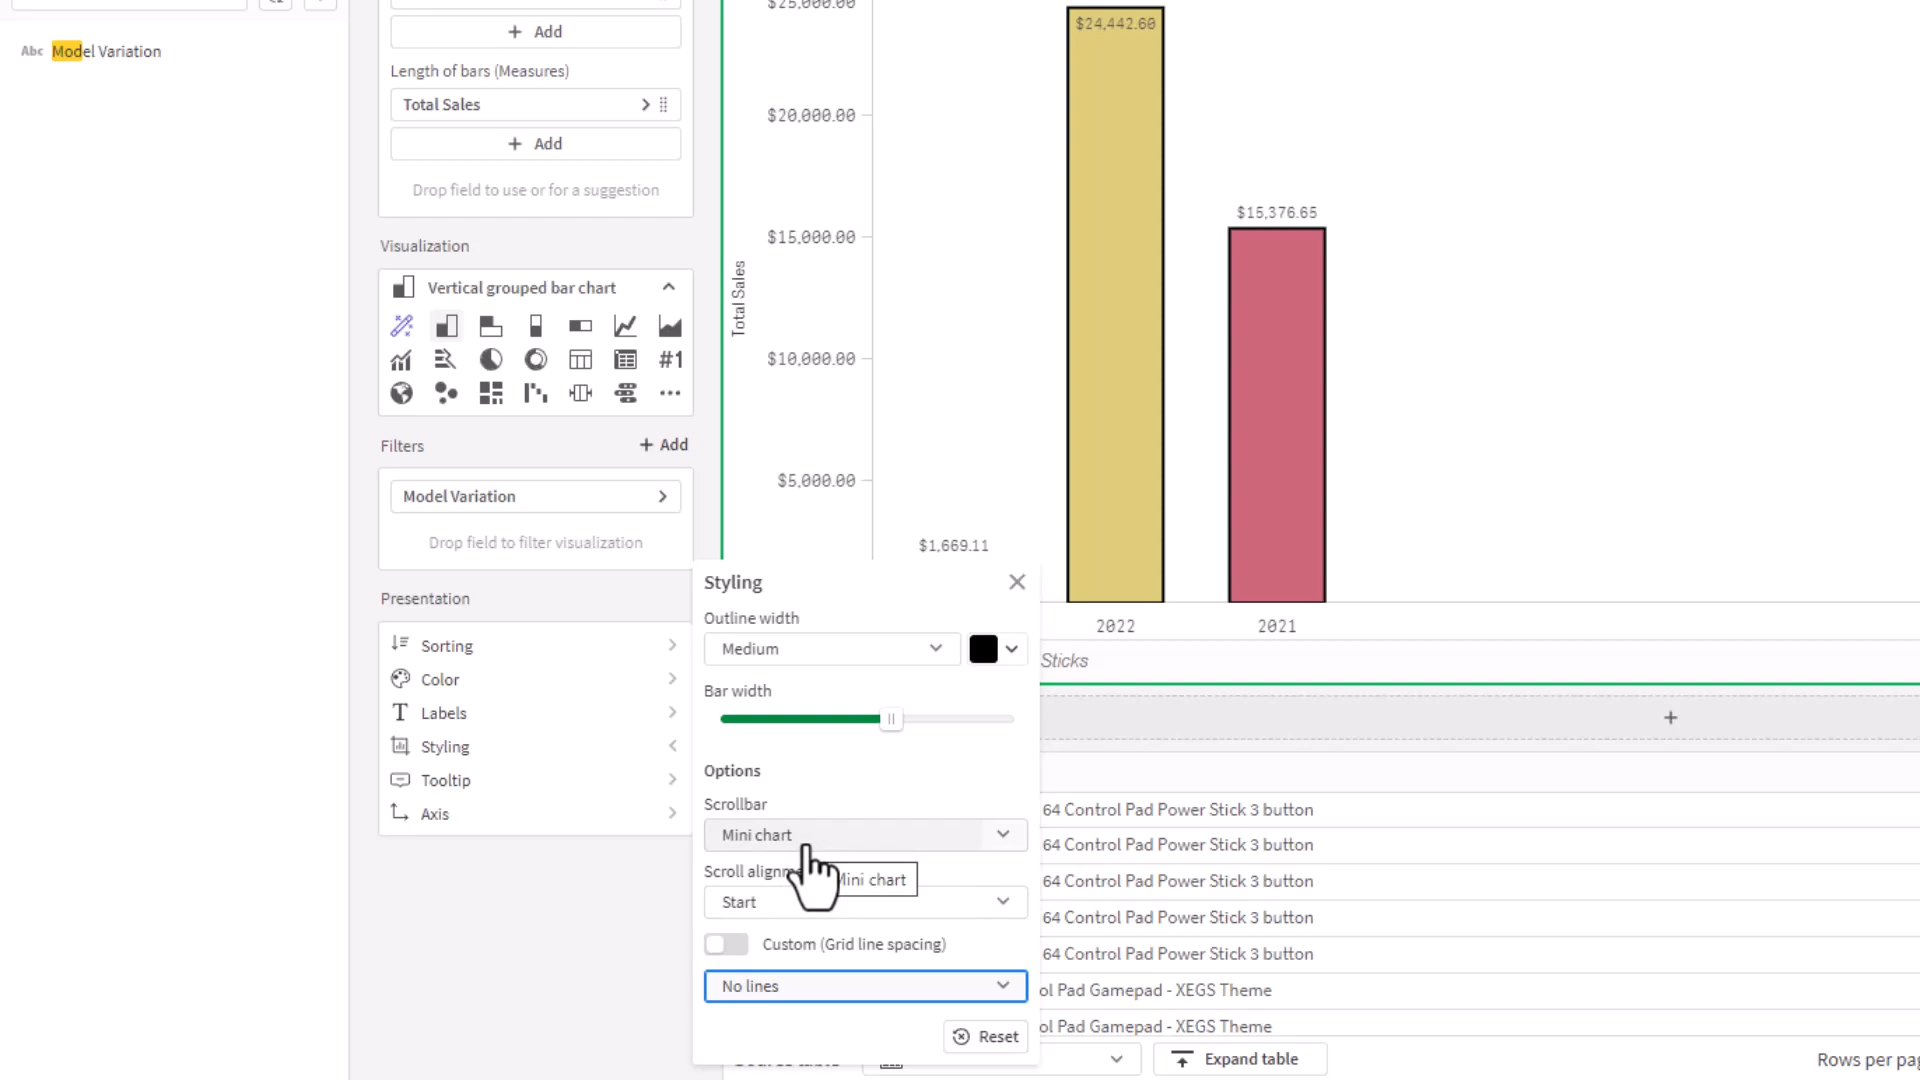 Abc Model Variation
+ Add
Length of bars (Measures)
Total Sales
+ Add
Drop field to use or for a suggestion
Visualization
Vertical grouped bar chart
#1
Filters
+ Add
Model Variation
Drop field to filter visualization
Presentation
Sorting
Color
Labels
Styling
Tooltip
Axis
Total Sales
$25,000.00
$20,000.00
$15,000.00
$10,000.00
$5,000.00
$1,669.11
$24,442.60
$15,376.65
2022
2021
Sticks
Styling
Outline width
Medium
Bar width
Options
Scrollbar
Mini chart
Mini chart
Start
Custom (Grid line spacing)
No lines
Reset
+
64 Control Pad Power Stick 3 button
64 Control Pad Power Stick 3 button
64 Control Pad Power Stick 3 button
64 Control Pad Power Stick 3 button
64 Control Pad Power Stick 3 button
ol Pad Gamepad - XEGS Theme
ol Pad Gamepad - XEGS Theme
Expand table
Rows per pag